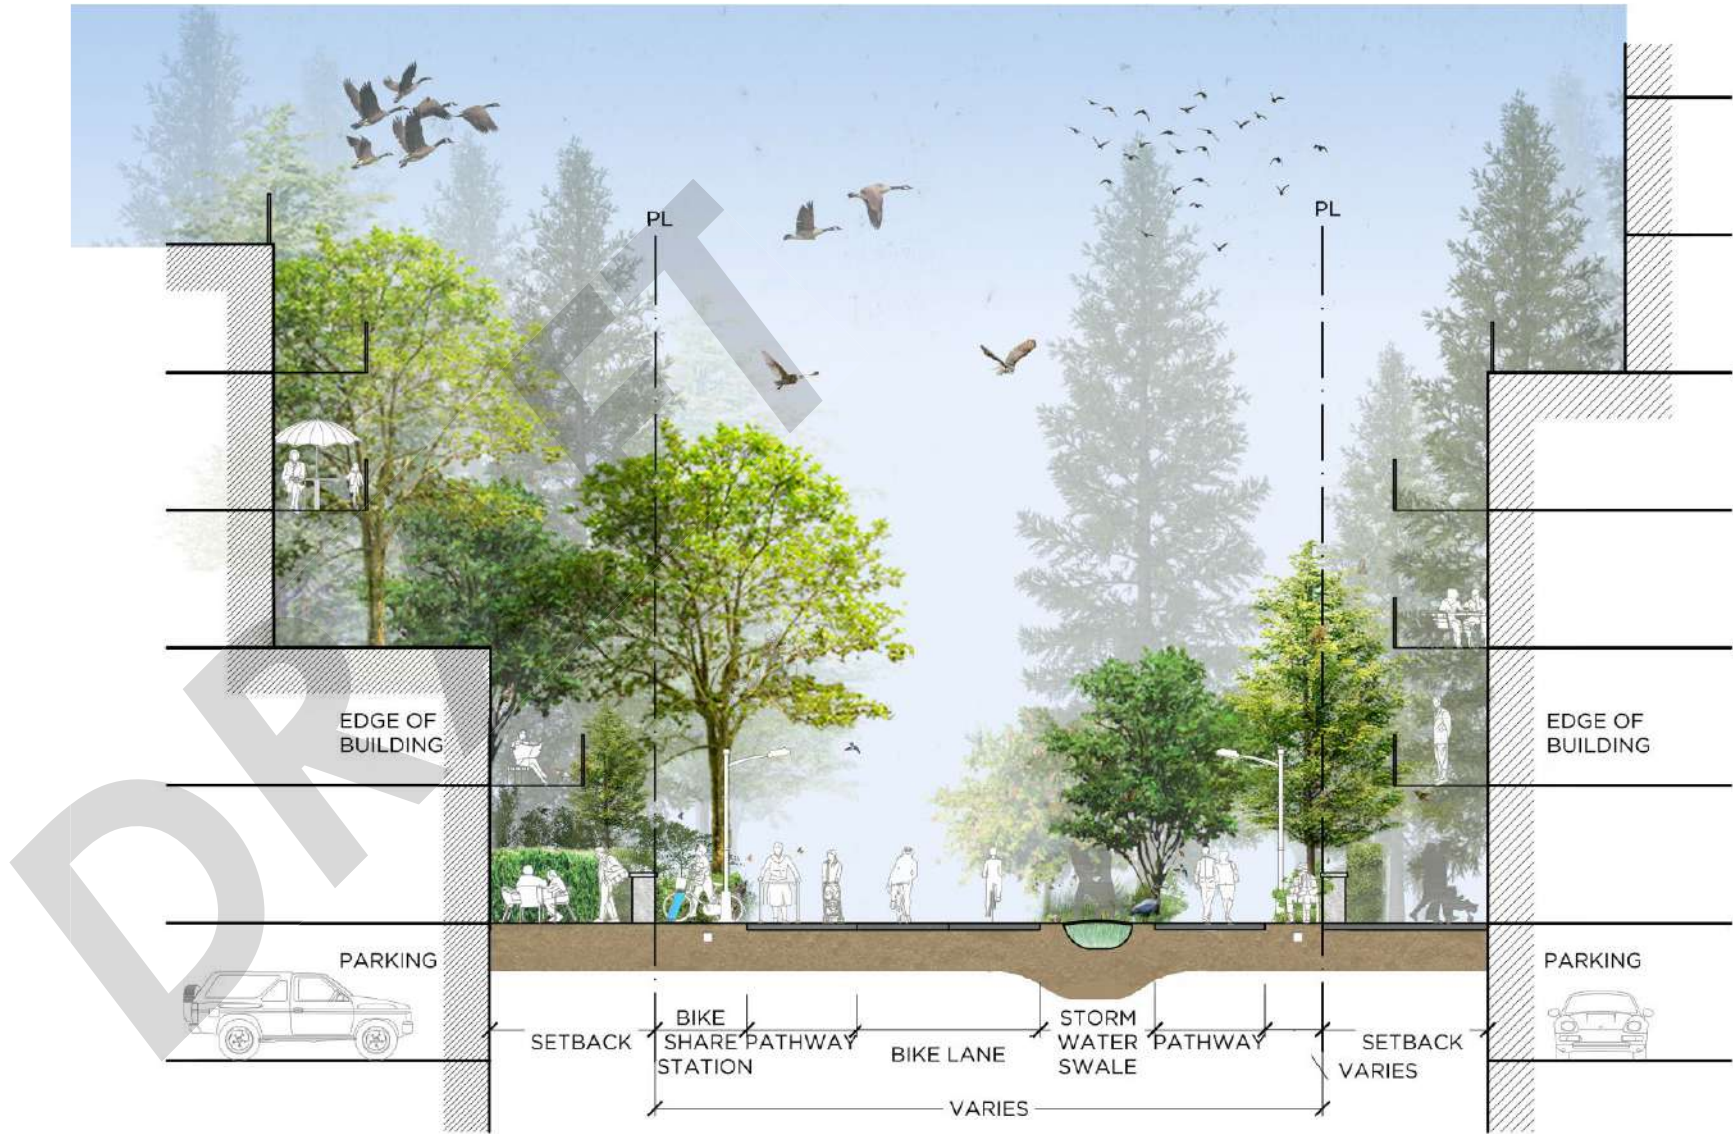 PL
PL
DRAFT
EDGE OF
BUILDING
EDGE OF
BUILDING
PARKING
PARKING
SETBACK
BIKE
SHARE
STATION
PATHWAY
BIKE LANE
STORM
WATER
SWALE
PATHWAY
SETBACK
VARIES
VARIES